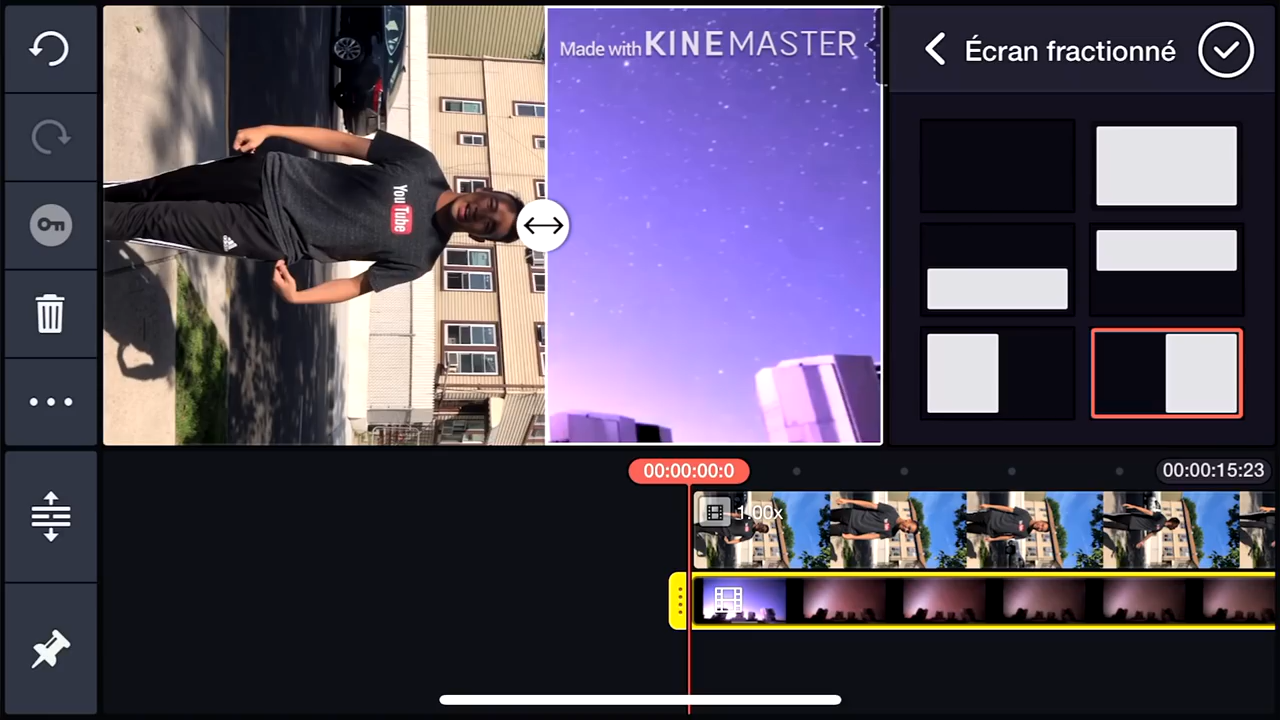 Made with KINEMASTER
Écran fractionné
YouTube
00:00:00:0
00:00:15:23
1.00x